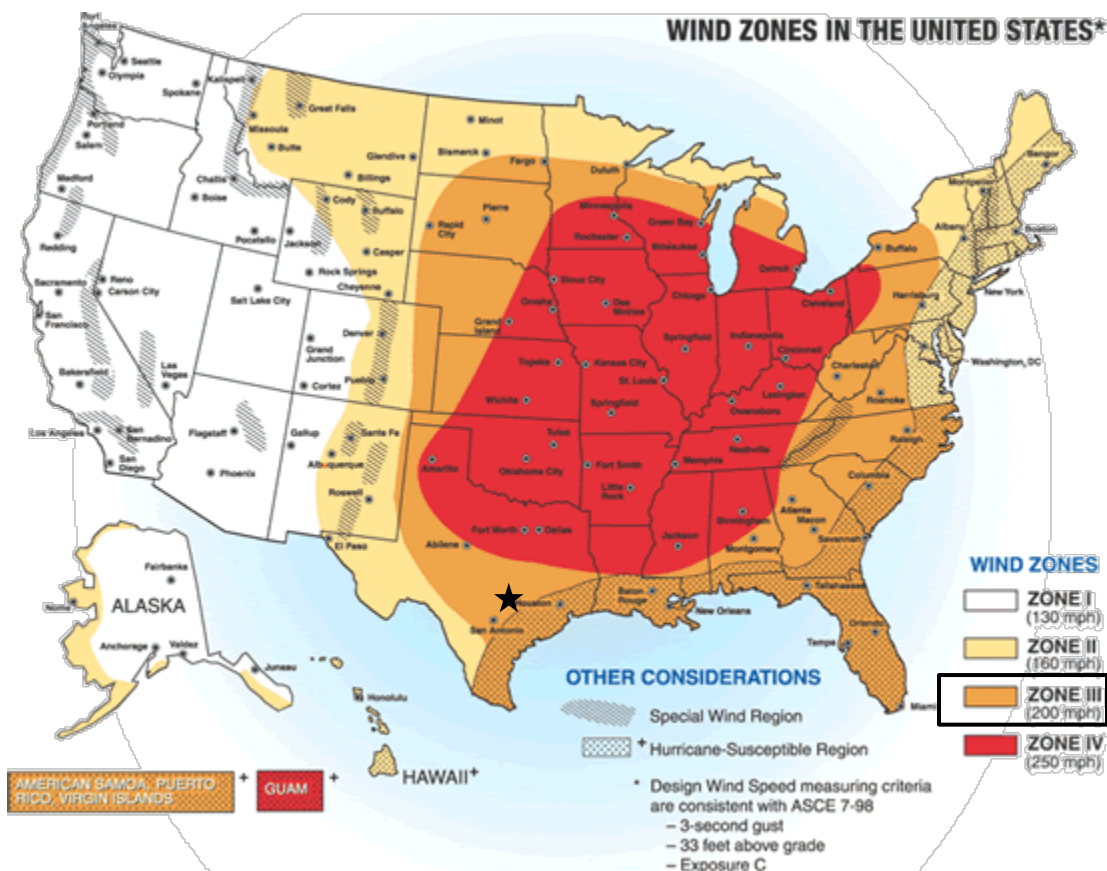 WIND ZONES IN THE UNITED STATES*
Port
Angeles
Seattle
Olympia
Spokane
Kalispell
Great Falls
Missoula
Butte
Glendive
Billings
Minot
Bismarck
Fargo
Duluth
Portland
Salem
Medford
Challis
Boise
Pocatello
Jackson
Cody
Buffalo
Casper
Rock Springs
Cheyenne
Rapid
City
Pierre
Minneapolis
Rochester
Green Bay
Milwaukee
Bangor
Montpelier
Albany
Boston
Buffalo
New York
Redding
Sacramento
San
Francisco
Reno
Carson City
Salt Lake City
Grand
Junction
Denver
Pueblo
Cortez
Grand
Island
Sioux City
Omaha
Des
Moines
Chicago
Detroit
Cleveland
Harrisburg
Washington, DC
Bakersfield
Las
Vegas
Los Angeles
San
Bernadino
San
Diego
Flagstaff
Phoenix
Gallup
Santa Fe
Albuquerque
Roswell
El Paso
Topeka
Kansas City
Wichita
St. Louis
Springfield
Springfield
Indianapolis
Cincinnati
Lexington
Owensboro
Charleston
Roanoke
Raleigh
Amarillo
Tulsa
Oklahoma City
Fort Smith
Little
Rock
Memphis
Nashville
Columbia
Atlanta
Macon
Savannah
Birmingham
Montgomery
Jackson
Fort Worth
Dallas
Abilene
Houston
San Antonio
Baton
Rouge
New Orleans
Tallahassee
Orlando
Tampa
Miami
Fairbanks
Nome
ALASKA
Anchorage
Valdez
Juneau
Honolulu
HAWAII+
AMERICAN SAMOA, PUERTO
RICO, VIRGIN ISLANDS
+
GUAM
+
OTHER CONSIDERATIONS
Special Wind Region
+ Hurricane-Susceptible Region
* Design Wind Speed measuring criteria
are consistent with ASCE 7-98
– 3-second gust
– 33 feet above grade
– Exposure C
WIND ZONES
ZONE I
(130 mph)
ZONE II
(160 mph)
ZONE III
(200 mph)
ZONE IV
(250 mph)